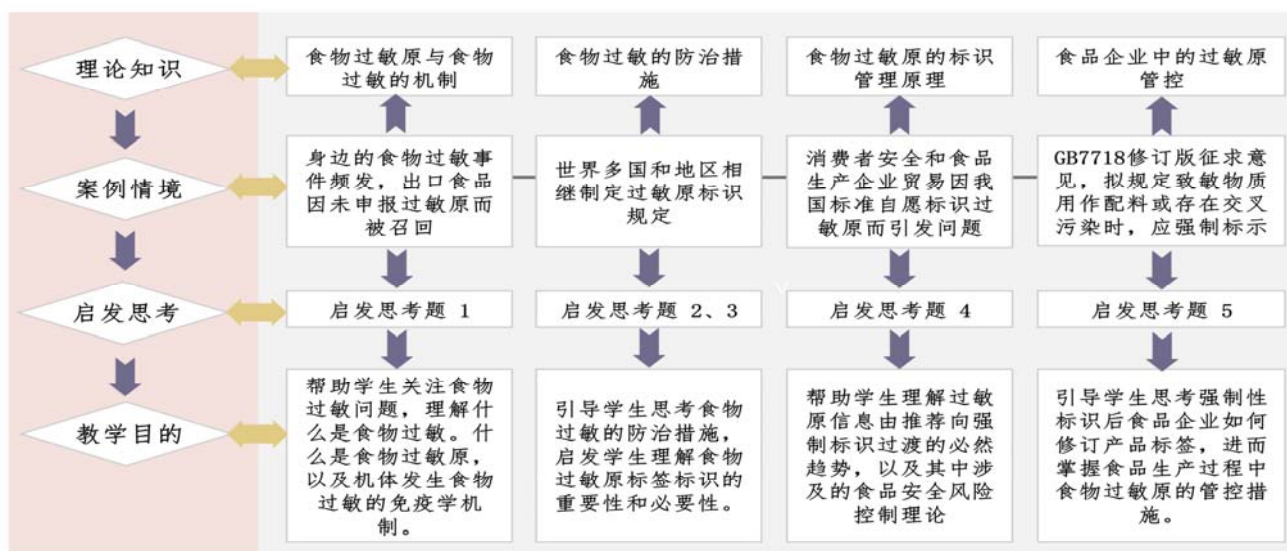 理论知识
食物过敏原与食物
过敏的机制
食物过敏的防治措
施
食物过敏原的标识
管理原理
食品企业中的过敏原
管控
案例情境
身边的食物过敏事
件频发，出口食品
因未申报过敏原而
被召回
世界多国和地区相
继制定过敏原标识
规定
消费者安全和食品
生产企业贸易因我
国标准自愿标识过
敏原而引发问题
GB7718修订版征求意
见，拟规定致敏物质
用作配料或存在交叉
污染时，应强制标示
启发思考
启发思考题 1
启发思考题 2、3
启发思考题 4
启发思考题 5
教学目的
帮助学生关注食物
过敏问题，理解什
么是食物过敏。什
么是食物过敏原，
以及机体发生食物
过敏的免疫学机
制。
引导学生思考食物
过敏的防治措施，
启发学生理解食物
过敏原标签标识的
重要性和必要性。
帮助学生理解过敏
原信息由推荐向强
制标识过渡的必然
趋势，以及其中涉
及的食品安全风险
控制理论
引导学生思考强制性
标识后食品企业如何
修订产品标签，进而
掌握食品生产过程中
食物过敏原的管控措
施。